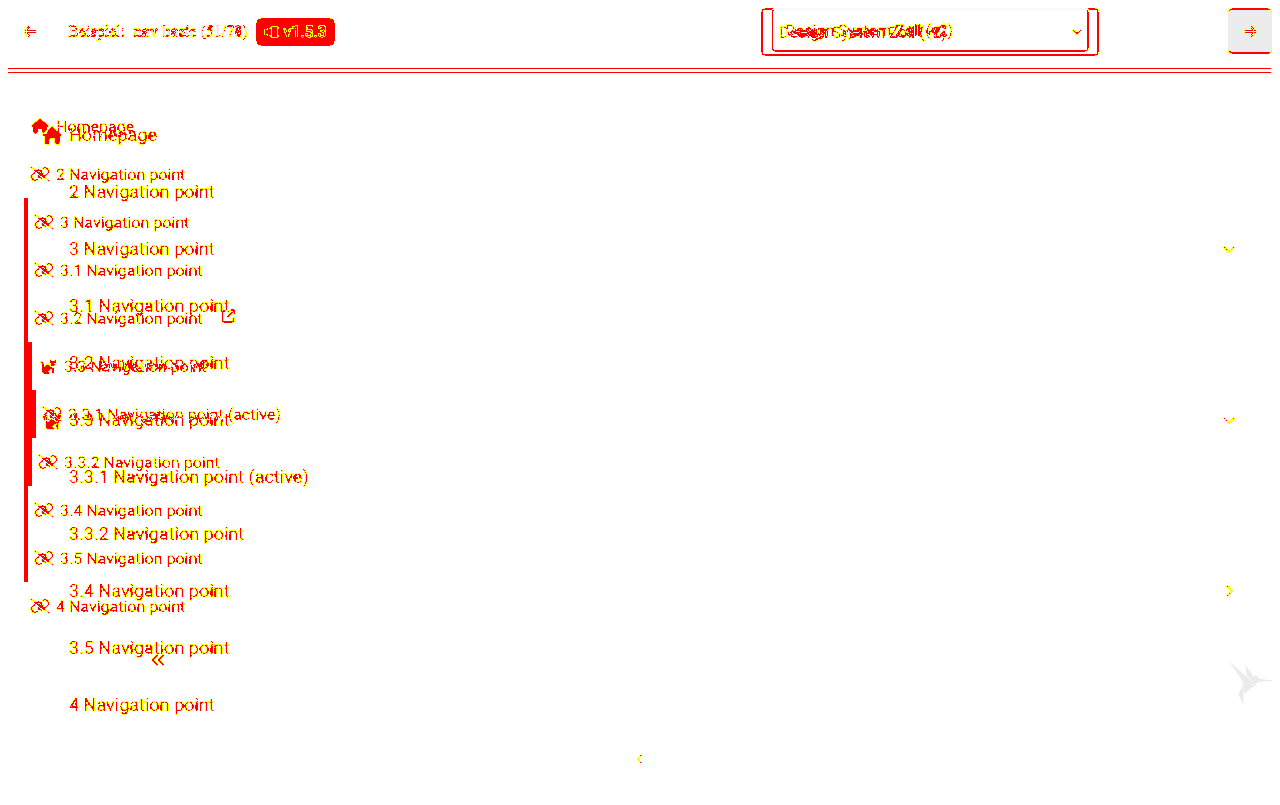 Beispiel: nav basic (51/78) v1.5.3
Design System Zoll (v2)
Homepage
Homepage
2 Navigation point
2 Navigation point
3 Navigation point
3 Navigation point
3.1 Navigation point
3.1 Navigation point
3.2 Navigation point
3.2 Navigation point
3.3 Navigation point
3.3.1 Navigation point (active)
3.3 Navigation point
3.3.2 Navigation point
3.3.1 Navigation point (active)
3.4 Navigation point
3.3.2 Navigation point
3.5 Navigation point
3.4 Navigation point
4 Navigation point
3.5 Navigation point
4 Navigation point